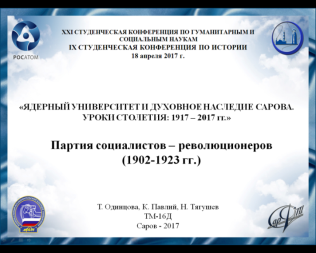 XXI СТУДЕНЧЕСКАЯ КОНФЕРЕНЦИЯ ПО ГУМАНИТАРНЫМ И
СОЦИАЛЬНЫМ НАУКАМ
IX СТУДЕНЧЕСКАЯ КОНФЕРЕНЦИЯ ПО ИСТОРИИ
18 апреля 2017 г.
РОСАТОМ
«ЯДЕРНЫЙ УНИВЕРСИТЕТ И ДУХОВНОЕ НАСЛЕДИЕ САРОВА.
УРОКИ СТОЛЕТИЯ: 1917 – 2017 гг.»
Партия социалистов – революционеров
(1902-1923 гг.)
Т. Одинцова, К. Павлий, Н. Тягушев
ТМ-16Д
Саров - 2017